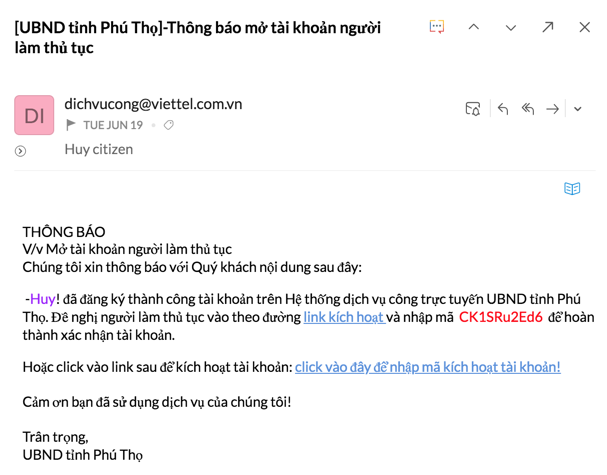 [UBND tỉnh Phú Thọ]-Thông báo mở tài khoản người
làm thủ tục
DI
dichvucong@viettel.com.vn
TUE JUN 19
Huy citizen
THÔNG BÁO
V/v Mở tài khoản người làm thủ tục
Chúng tôi xin thông báo với Quý khách nội dung sau đây:
-Huy! đã đăng ký thành công tài khoản trên Hệ thống dịch vụ công trực tuyến UBND tỉnh Phú
Thọ. Đề nghị người làm thủ tục vào theo đường link kích hoạt và nhập mã CK1SRu2Ed6 để hoàn
thành xác nhận tài khoản.
Hoặc click vào link sau để kích hoạt tài khoản: click vào đây để nhập mã kích hoạt tài khoản!
Cảm ơn bạn đã sử dụng dịch vụ của chúng tôi!
Trân trọng,
UBND tỉnh Phú Thọ